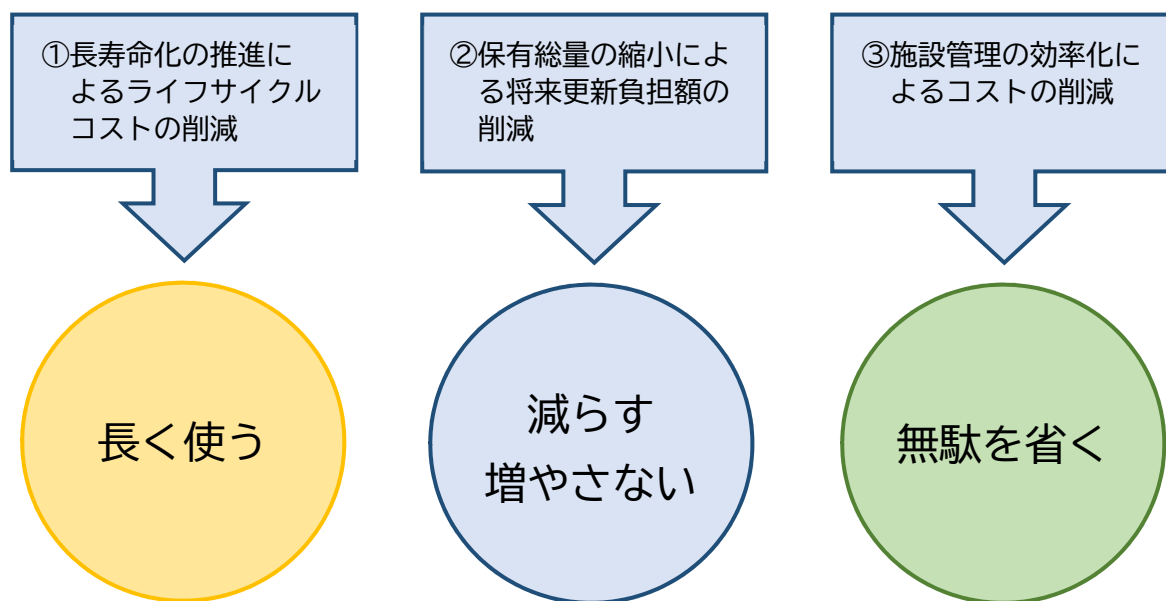 ①長寿命化の推進に
よるライフサイクル
コストの削減
②保有総量の縮小によ
る将来更新負担額の
削減
③施設管理の効率化に
よるコストの削減
長く使う
減らす
増やさない
無駄を省く